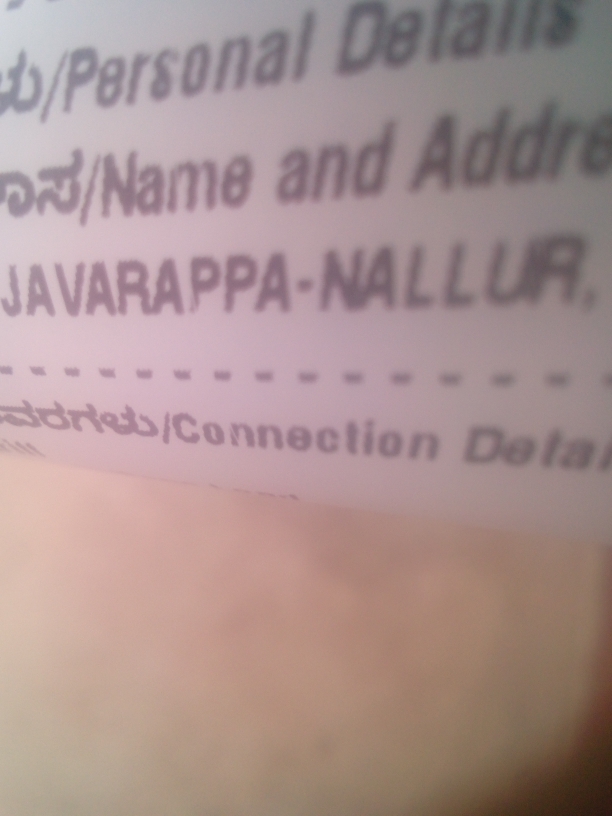 /Personal Details
ಾಸ/Name and Addre
JAVARAPPA-NALLUR,
ವರಗಳು/Connection Detai